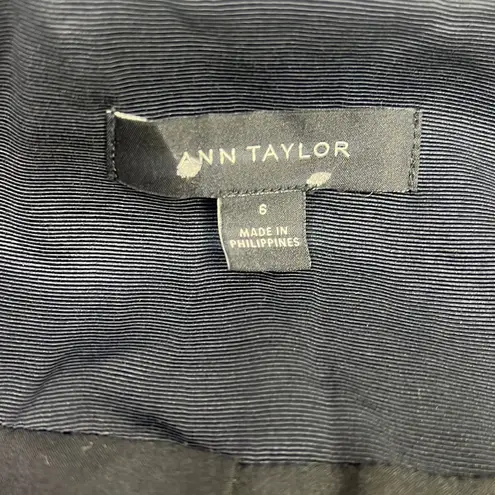 ANN TAYLOR
6
MADE IN
PHILIPPINES